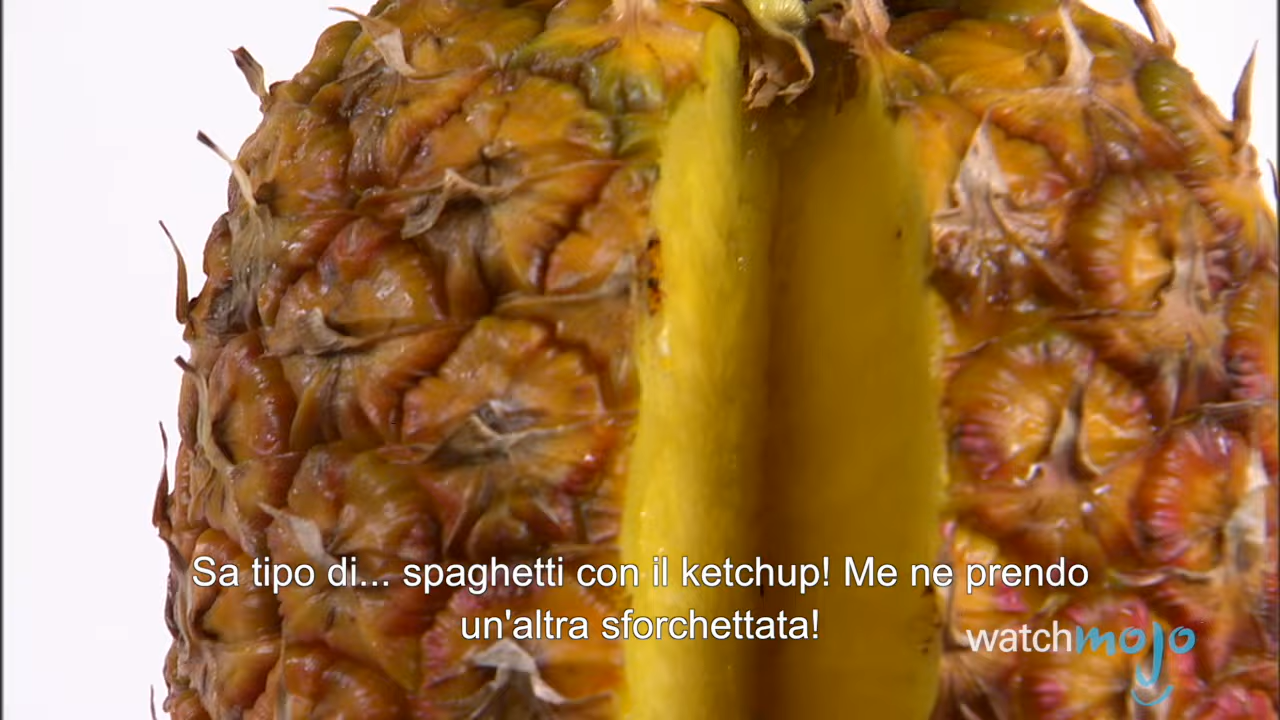 Sa tipo di... spaghetti con il ketchup! Me ne prendo
un'altra sforchettata!
watchmojo